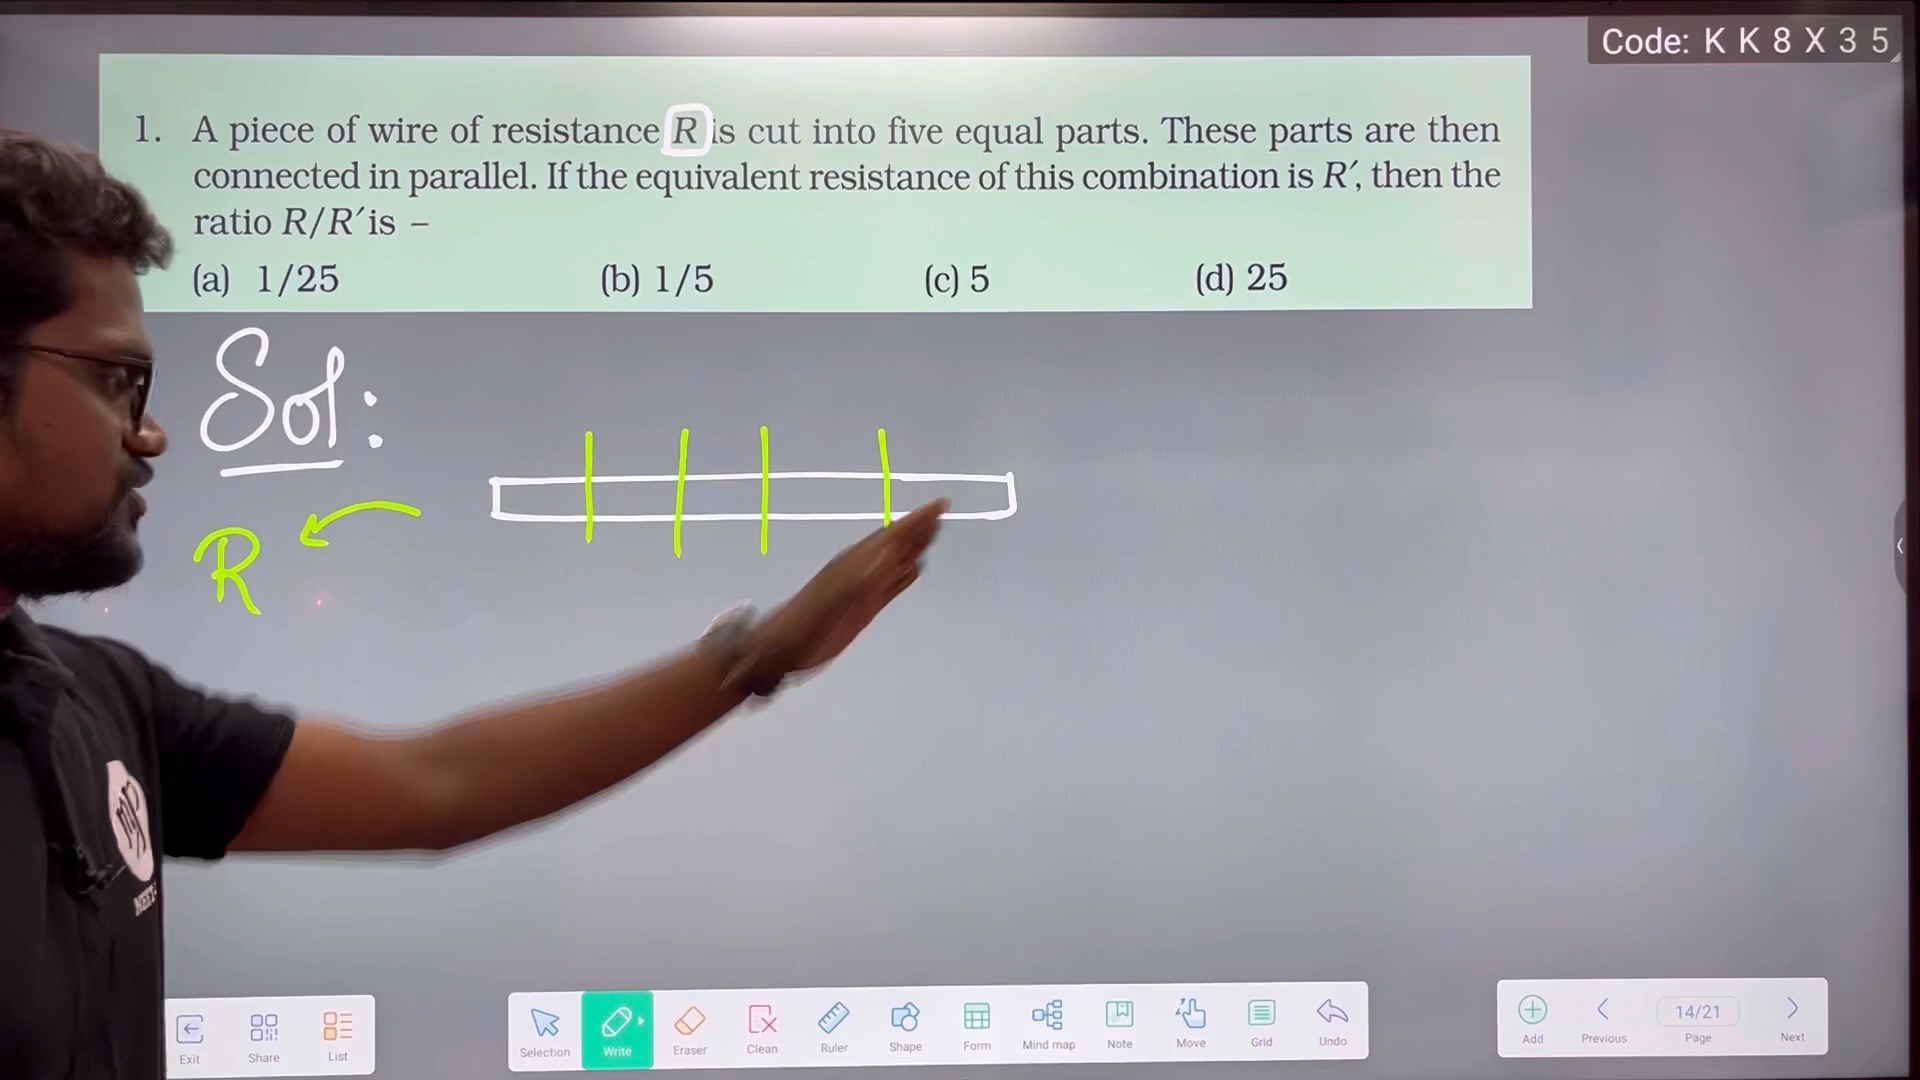 Code: K K 8 X 3 5
1. A piece of wire of resistance R is cut into five equal parts. These parts are then
connected in parallel. If the equivalent resistance of this combination is R′, then the
ratio R/R′ is –
(a) 1/25 (b) 1/5 (c) 5 (d) 25
Sol:
R
Exit Share List Selection Write Eraser Clean Ruler Shape Form Mind map Note Move Grid Undo Add Previous 14/21 Page Next